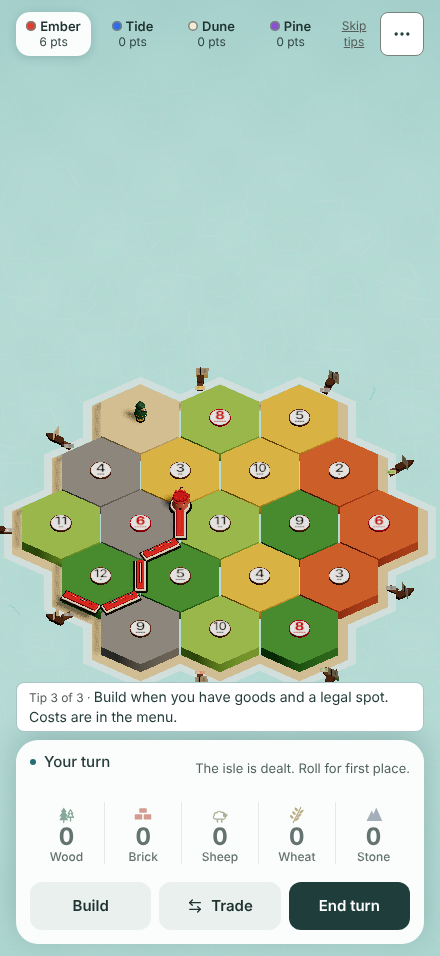 Ember
6 pts
Tide
0 pts
Dune
0 pts
Pine
0 pts
Skip
tips
8
5
4
3
10
2
11
6
11
9
6
12
5
4
3
9
10
8
Tip 3 of 3 · Build when you have goods and a legal spot.
Costs are in the menu.
Your turn
The isle is dealt. Roll for first place.
0
Wood
0
Brick
0
Sheep
0
Wheat
0
Stone
Build
Trade
End turn